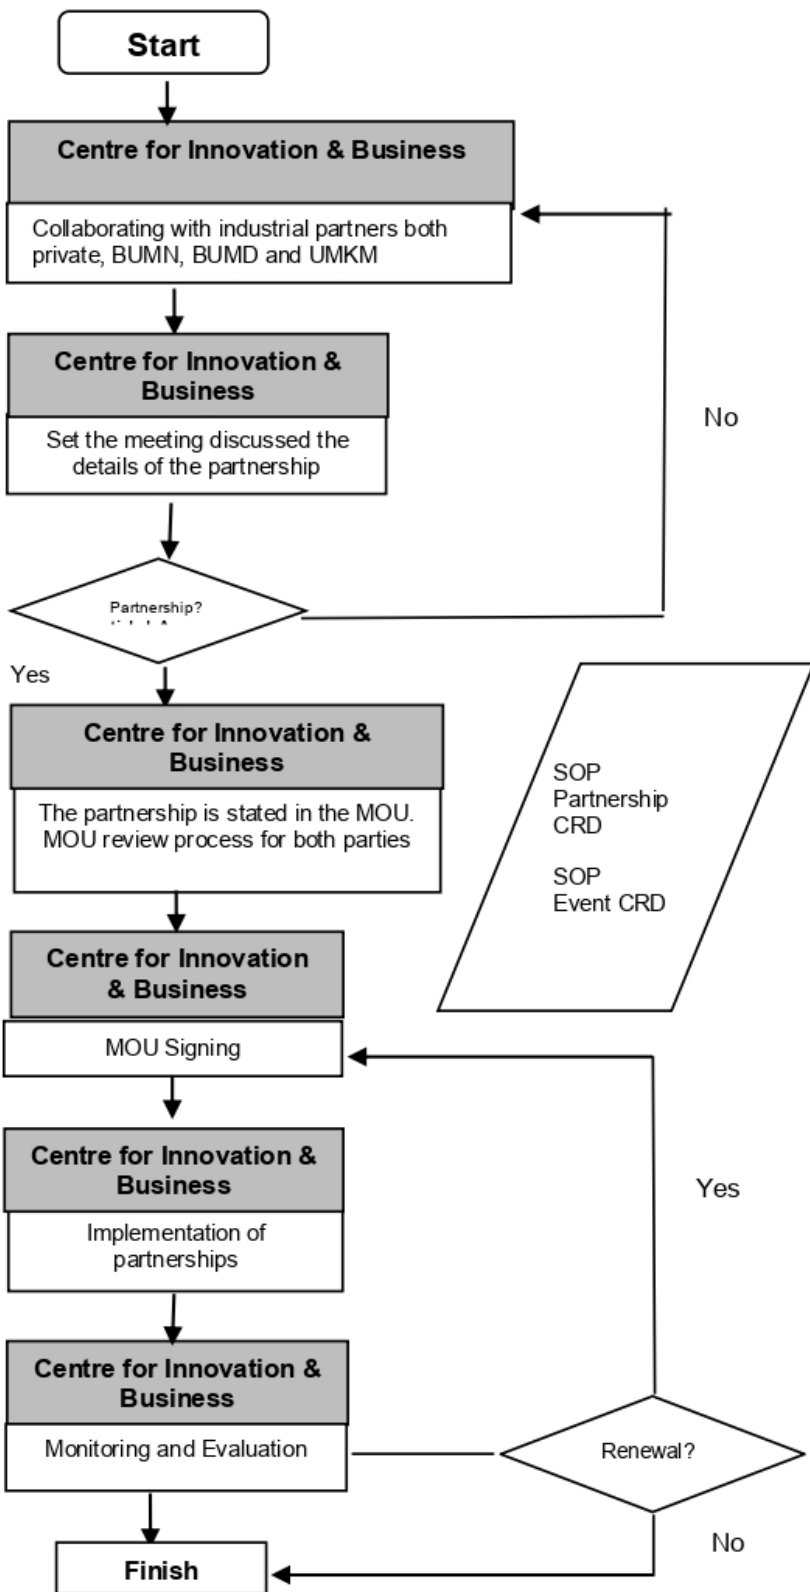 Start
Centre for Innovation & Business
Collaborating with industrial partners both
private, BUMN, BUMD and UMKM
Centre for Innovation &
Business
Set the meeting discussed the
details of the partnership
No
Partnership?
Yes
Centre for Innovation &
Business
The partnership is stated in the MOU.
MOU review process for both parties
SOP
Partnership
CRD
SOP
Event CRD
Centre for Innovation
& Business
MOU Signing
Centre for Innovation &
Business
Implementation of
partnerships
Yes
Centre for Innovation &
Business
Monitoring and Evaluation
Renewal?
No
Finish